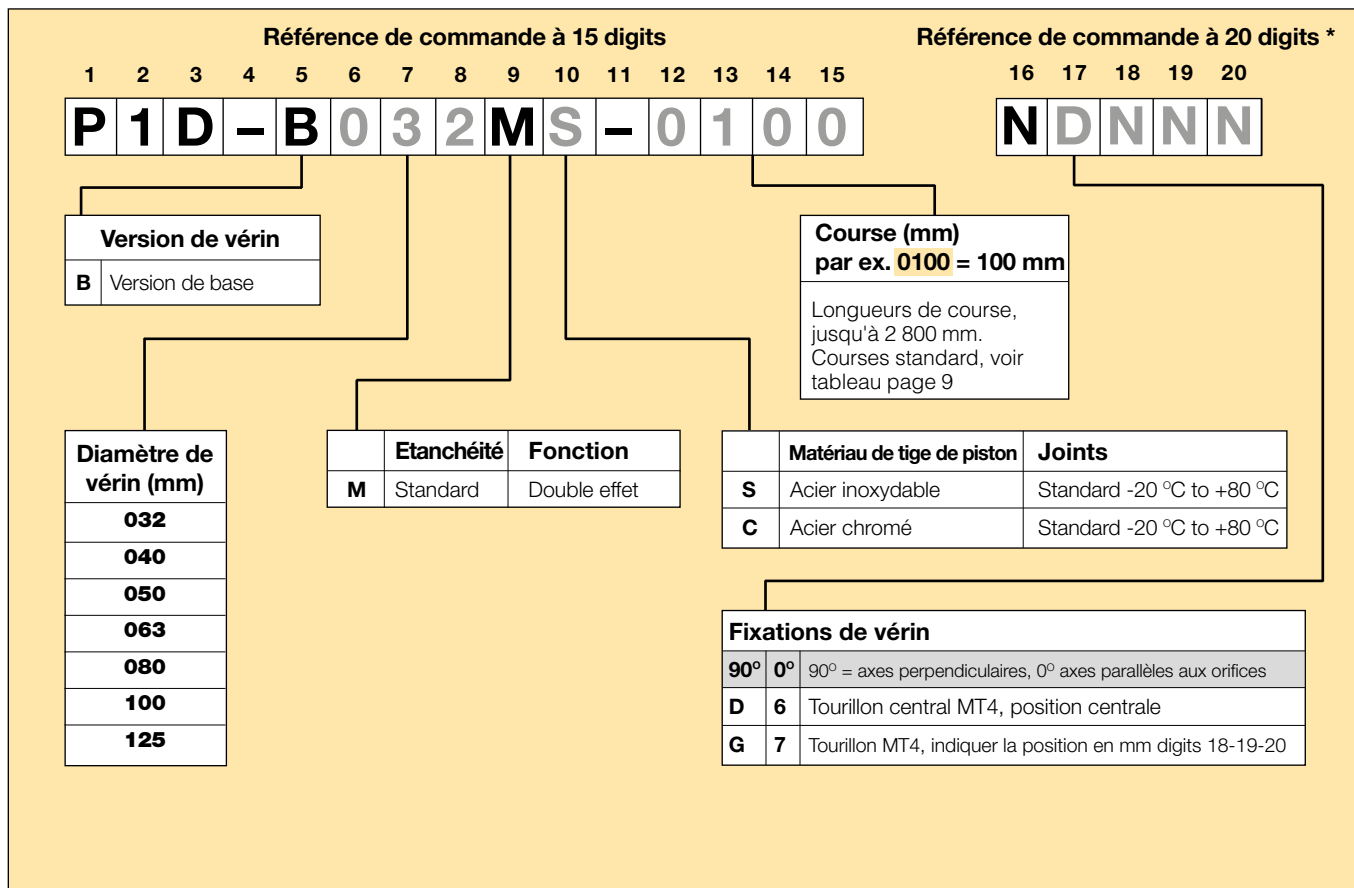 Référence de commande à 15 digits
Référence de commande à 20 digits *
1 2 3 4 5 6 7 8 9 10 11 12 13 14 15
16 17 18 19 20
P 1 D – B 0 3 2 M S – 0 1 0 0
N D N N N
Version de vérin
B Version de base
Course (mm)
par ex. 0100 = 100 mm
Longueurs de course,
jusqu'à 2 800 mm.
Courses standard, voir
tableau page 9
Diamètre de
vérin (mm)
032
040
050
063
080
100
125
Etanchéité Fonction
M Standard Double effet
Matériau de tige de piston Joints
S Acier inoxydable Standard -20 °C to +80 °C
C Acier chromé Standard -20 °C to +80 °C
Fixations de vérin
90° 0° 90° = axes perpendiculaires, 0° axes parallèles aux orifices
D 6 Tourillon central MT4, position centrale
G 7 Tourillon MT4, indiquer la position en mm digits 18-19-20